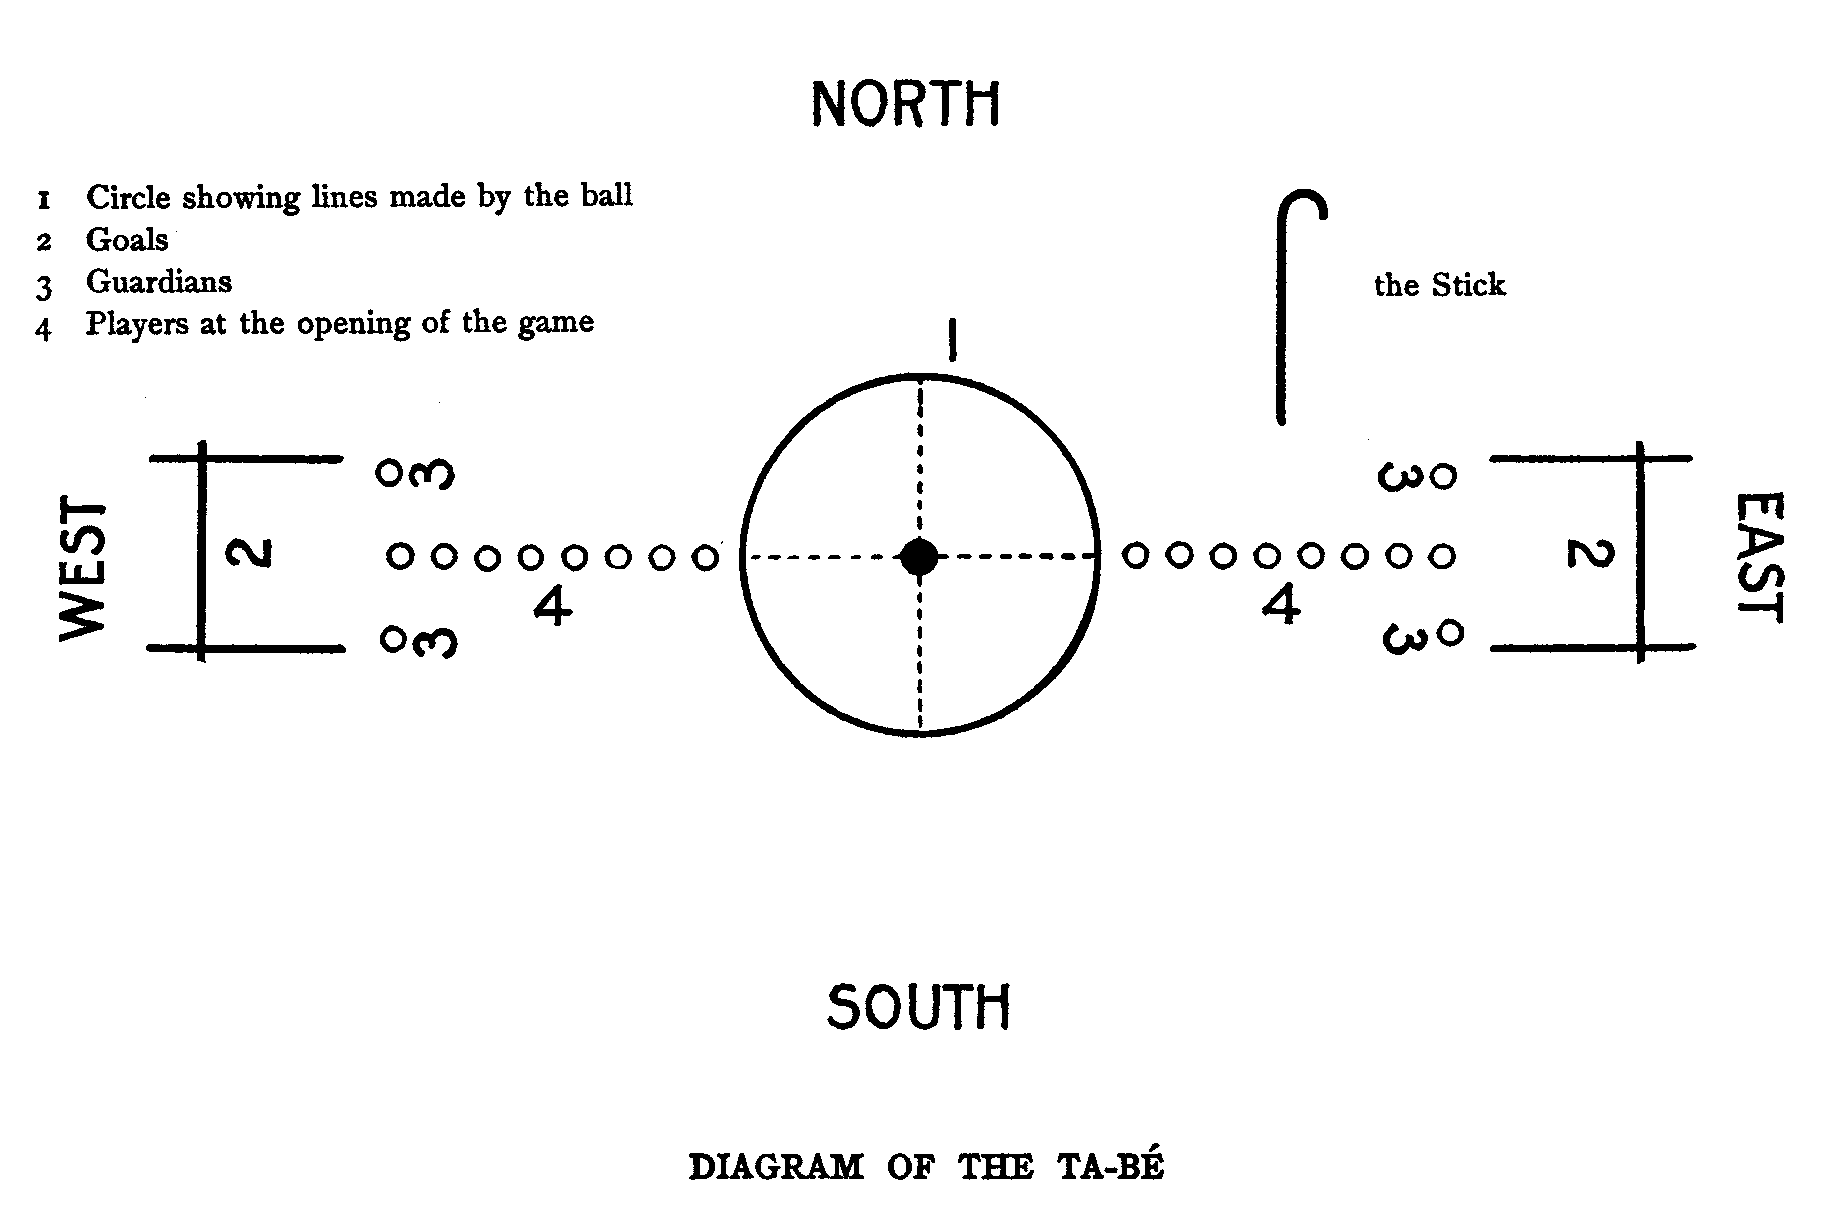 NORTH
1 Circle showing lines made by the ball
2 Goals
3 Guardians
4 Players at the opening of the game
the Stick
1
3
3
WEST
2
4
3
3
3
EAST
2
4
SOUTH
DIAGRAM OF THE TA-BÉ